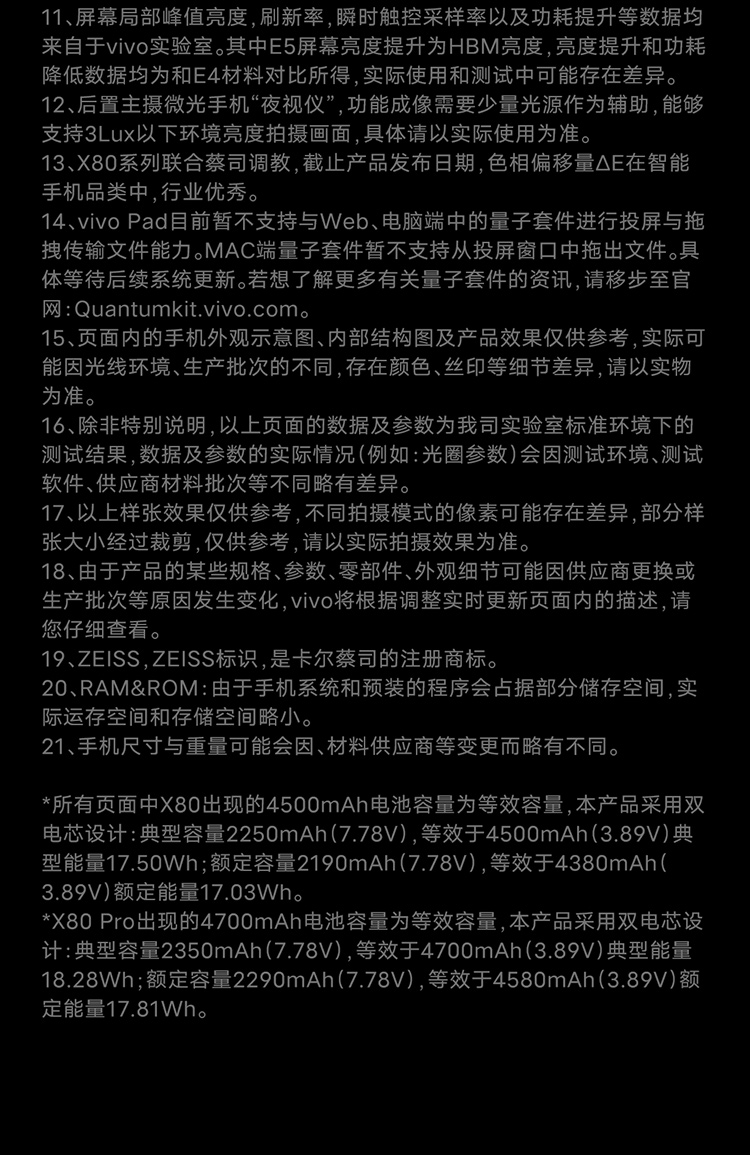 11、屏幕局部峰值亮度,刷新率,瞬时触控采样率以及功耗提升等数据均
来自于vivo实验室。其中E5屏幕亮度提升为HBM亮度,亮度提升和功耗
降低数据均为和E4材料对比所得,实际使用和测试中可能存在差异。
12、后置主摄微光手机“夜视仪”,功能成像需要少量光源作为辅助,能够
支持3Lux以下环境亮度拍摄画面,具体请以实际使用为准。
13、X80系列联合蔡司调教,截止产品发布日期,色相偏移量ΔE在智能
手机品类中,行业优秀。
14、vivo Pad目前暂不支持与Web、电脑端中的量子套件进行投屏与拖
拽传输文件能力。MAC端量子套件暂不支持从投屏窗口中拖出文件。具
体等待后续系统更新。若想了解更多有关量子套件的资讯,请移步至官
网:Quantumkit.vivo.com。
15、页面内的手机外观示意图、内部结构图及产品效果仅供参考,实际可
能因光线环境、生产批次的不同,存在颜色、丝印等细节差异,请以实物
为准。
16、除非特别说明,以上页面的数据及参数为我司实验室标准环境下的
测试结果,数据及参数的实际情况(例如:光圈参数)会因测试环境、测试
软件、供应商材料批次等不同略有差异。
17、以上样张效果仅供参考,不同拍摄模式的像素可能存在差异,部分样
张大小经过裁剪,仅供参考,请以实际拍摄效果为准。
18、由于产品的某些规格、参数、零部件、外观细节可能因供应商更换或
生产批次等原因发生变化,vivo将根据调整实时更新页面内的描述,请
您仔细查看。
19、ZEISS,ZEISS标识,是卡尔蔡司的注册商标。
20、RAM&ROM:由于手机系统和预装的程序会占据部分储存空间,实
际运存空间和存储空间略小。
21、手机尺寸与重量可能会因、材料供应商等变更而略有不同。
*所有页面中X80出现的4500mAh电池容量为等效容量,本产品采用双
电芯设计:典型容量2250mAh(7.78V),等效于4500mAh(3.89V)典
型能量17.50Wh;额定容量2190mAh(7.78V),等效于4380mAh(
3.89V)额定能量17.03Wh。
*X80 Pro出现的4700mAh电池容量为等效容量,本产品采用双电芯设
计:典型容量2350mAh(7.78V),等效于4700mAh(3.89V)典型能量
18.28Wh;额定容量2290mAh(7.78V),等效于4580mAh(3.89V)额
定能量17.81Wh。